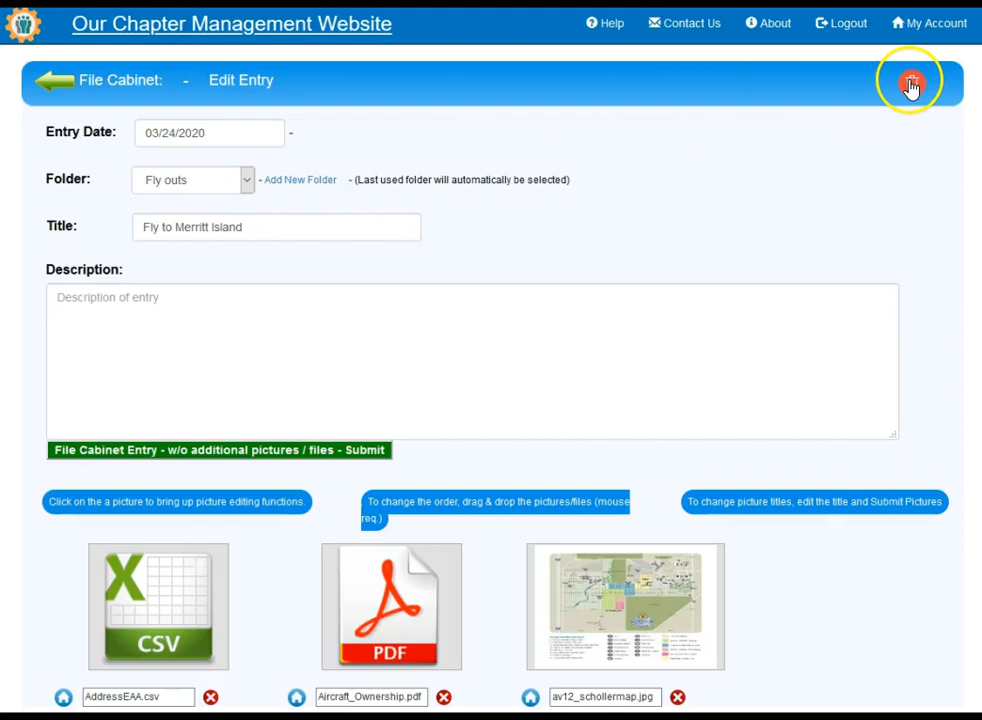 Our Chapter Management Website
Help Contact Us About Logout My Account
File Cabinet: - Edit Entry
Entry Date: 03/24/2020 -
Folder: Fly outs - Add New Folder - (Last used folder will automatically be selected)
Title: Fly to Merritt Island
Description:
Description of entry
File Cabinet Entry - w/o additional pictures / files - Submit
Click on the a picture to bring up picture editing functions.
To change the order, drag & drop the pictures/files (mouse
req.)
To change picture titles, edit the title and Submit Pictures
X
CSV
PDF
AddressEAA.csv
Aircraft_Ownership.pdf
av12_schollermap.jpg